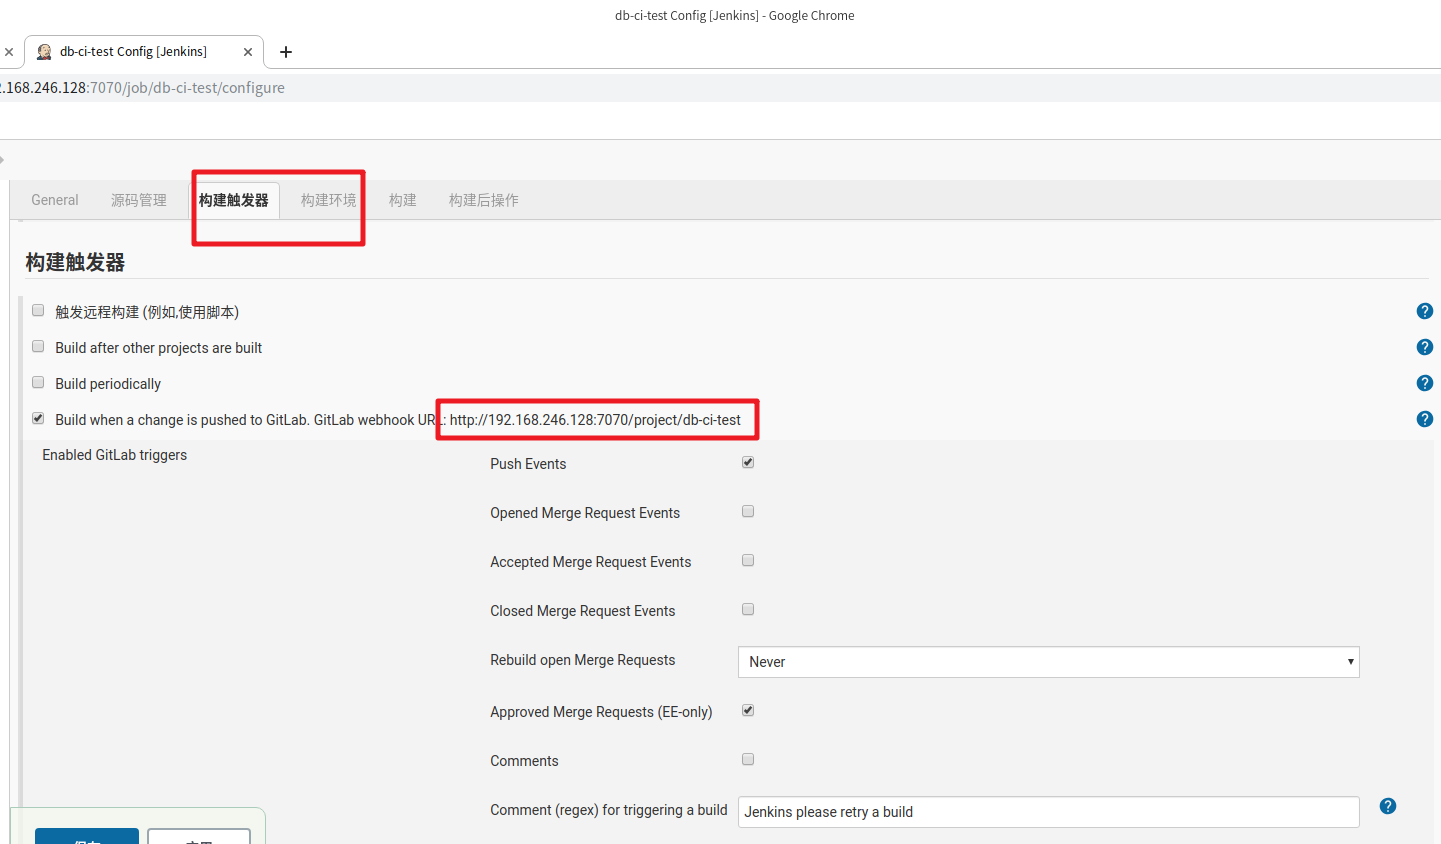 db-ci-test Config [Jenkins] - Google Chrome
db-ci-test Config [Jenkins]
.168.246.128:7070/job/db-ci-test/configure
General 源码管理 构建触发器 构建环境 构建 构建后操作
构建触发器
触发远程构建 (例如,使用脚本)
Build after other projects are built
Build periodically
Build when a change is pushed to GitLab. GitLab webhook URL: http://192.168.246.128:7070/project/db-ci-test
Enabled GitLab triggers
Push Events
Opened Merge Request Events
Accepted Merge Request Events
Closed Merge Request Events
Rebuild open Merge Requests Never
Approved Merge Requests (EE-only)
Comments
Comment (regex) for triggering a build Jenkins please retry a build